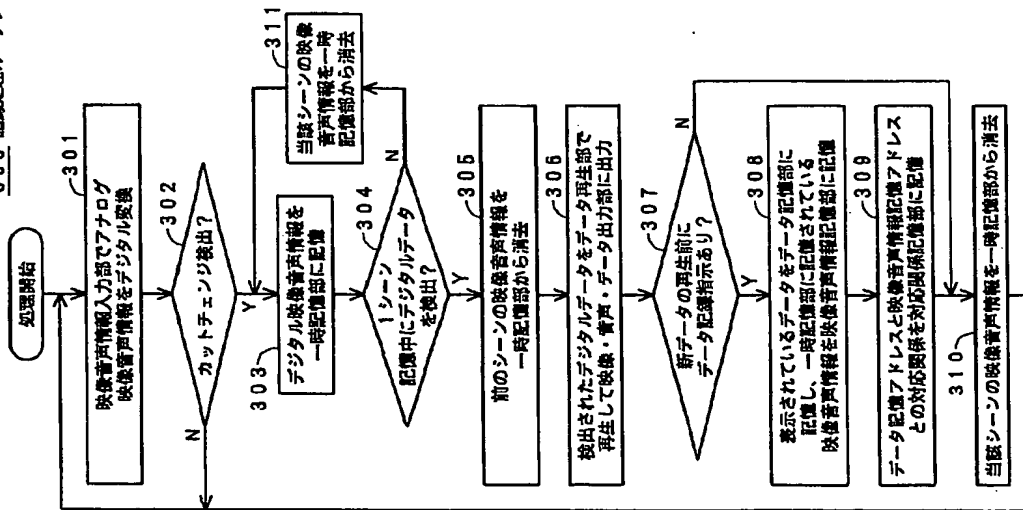 処理開始
301
映像音声情報入力部でアナログ
映像音声情報をデジタル変換
302
カットチェンジ検出?
N
Y
303
デジタル映像音声情報を
一時記憶部に記憶
304
1シーン
記憶中にデジタルデータ
を検出?
N
Y
311
当該シーンの映像
音声情報を一時
記憶部から消去
305
前のシーンの映像音声情報を
一時記憶部から消去
306
検出されたデジタルデータをデータ再生部で
再生して映像・音声・データ出力部に出力
307
新データの再生前に
データ記録指示あり?
N
Y
308
表示されているデータをデータ記憶部に
記憶し、一時記憶部に記憶されている
映像音声情報を映像音声情報記憶部に記憶
309
データ記憶アドレスと映像音声情報記憶アドレス
との対応関係を対応関係記憶部に記憶
310
当該シーンの映像音声情報を一時記憶部から消去